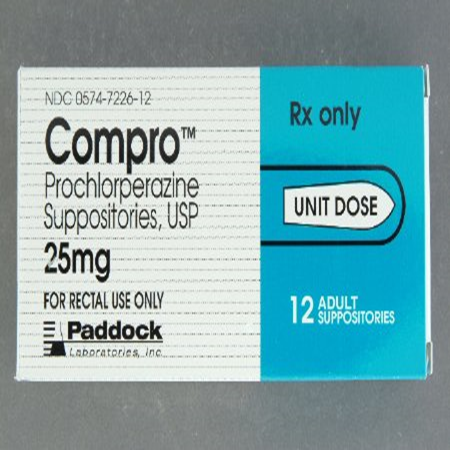 NDC 0574-7226-12
Compro™
Prochlorperazine
Suppositories, USP
25mg
FOR RECTAL USE ONLY
Paddock
Laboratories, Inc.
Rx only
UNIT DOSE
12 ADULT
SUPPOSITORIES